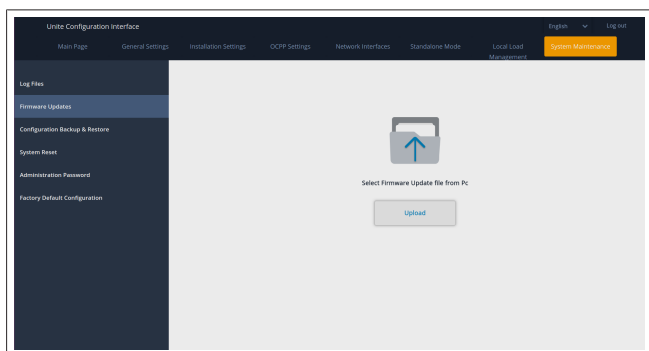 Unite Configuration Interface
English
Log out
Main Page
General Settings
Installation Settings
OCPP Settings
Network Interfaces
Standalone Mode
Local Load
Management
System Maintenance
Log Files
Firmware Updates
Configuration Backup & Restore
System Reset
Administration Password
Factory Default Configuration
Select Firmware Update file from Pc
Upload